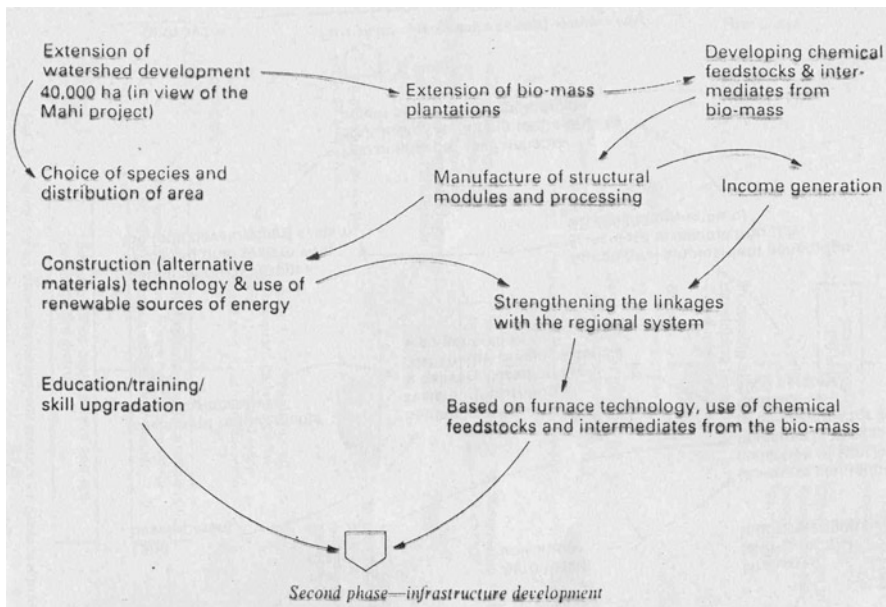 Extension of
watershed development
40,000 ha (in view of the
Mahi project)
Extension of bio-mass
plantations
Developing chemical
feedstocks & inter-
mediates from
bio-mass
Choice of species and
distribution of area
Manufacture of structural
modules and processing
Income generation
Construction (alternative
materials) technology & use of
renewable sources of energy
Strengthening the linkages
with the regional system
Education/training/
skill upgradation
Based on furnace technology, use of chemical
feedstocks and intermediates from the bio-mass
Second phase—infrastructure development